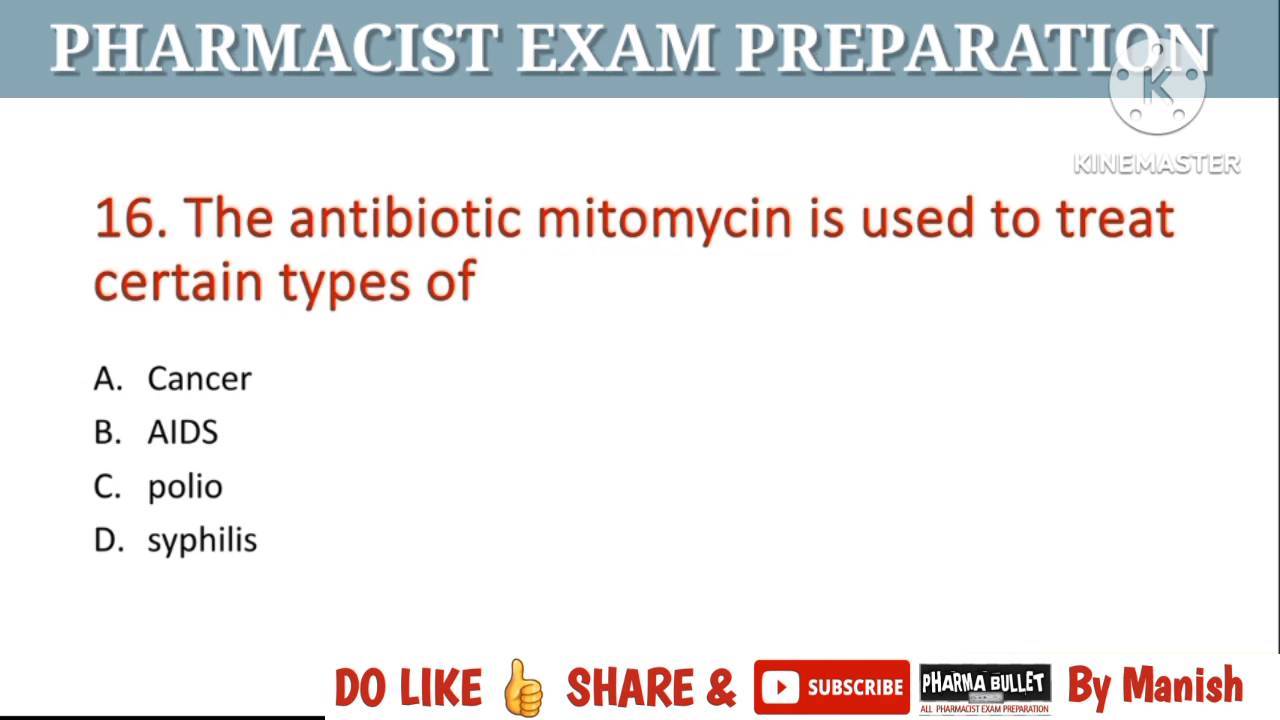 PHARMACIST EXAM PREPARATION
K
KINEMASTER
16. The antibiotic mitomycin is used to treat
certain types of
A. Cancer
B. AIDS
C. polio
D. syphilis
DO LIKE 👍 SHARE & SUBSCRIBE PHARMA BULLET By Manish
ALL PHARMACIST EXAM PREPARATION